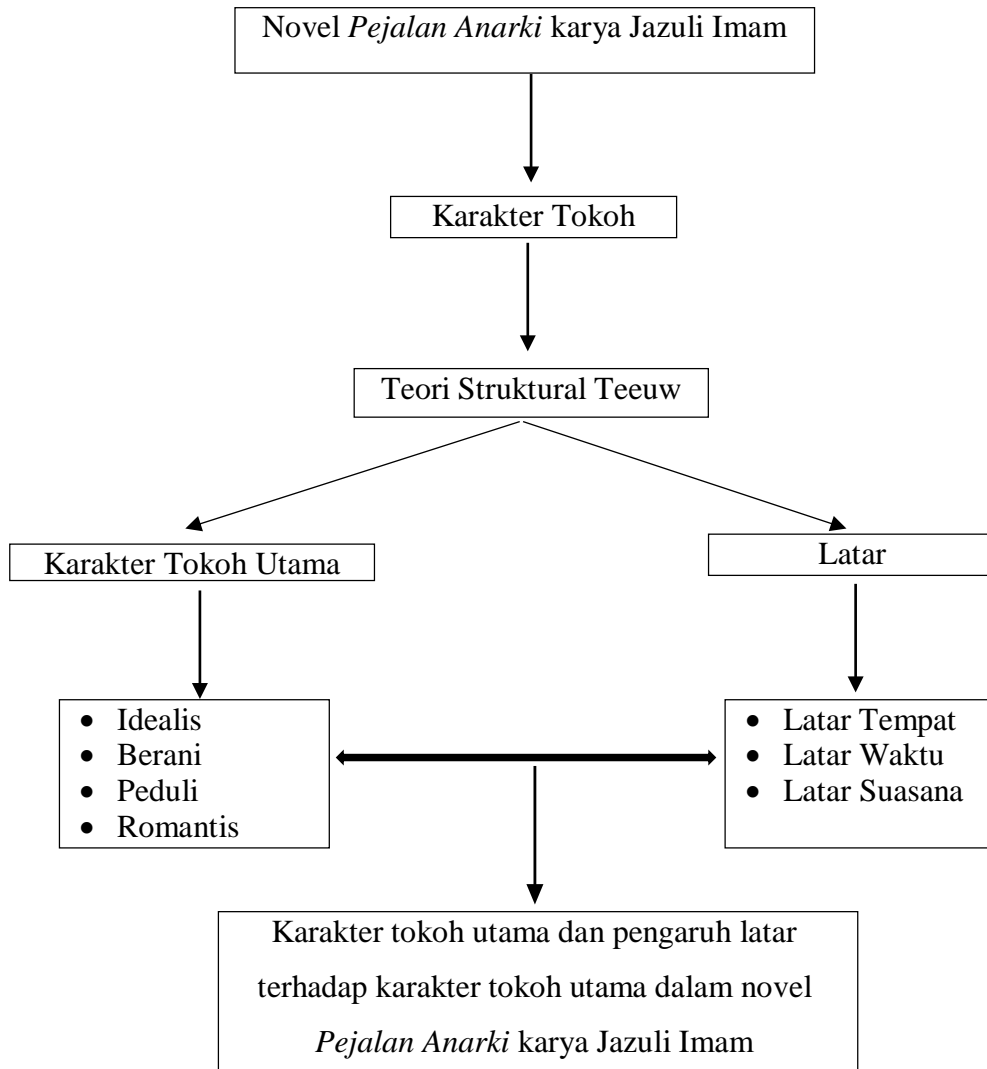 Novel Pejalan Anarki karya Jazuli Imam
Karakter Tokoh
Teori Struktural Teeuw
Karakter Tokoh Utama
Latar
• Idealis
• Berani
• Peduli
• Romantis
• Latar Tempat
• Latar Waktu
• Latar Suasana
Karakter tokoh utama dan pengaruh latar
terhadap karakter tokoh utama dalam novel
Pejalan Anarki karya Jazuli Imam